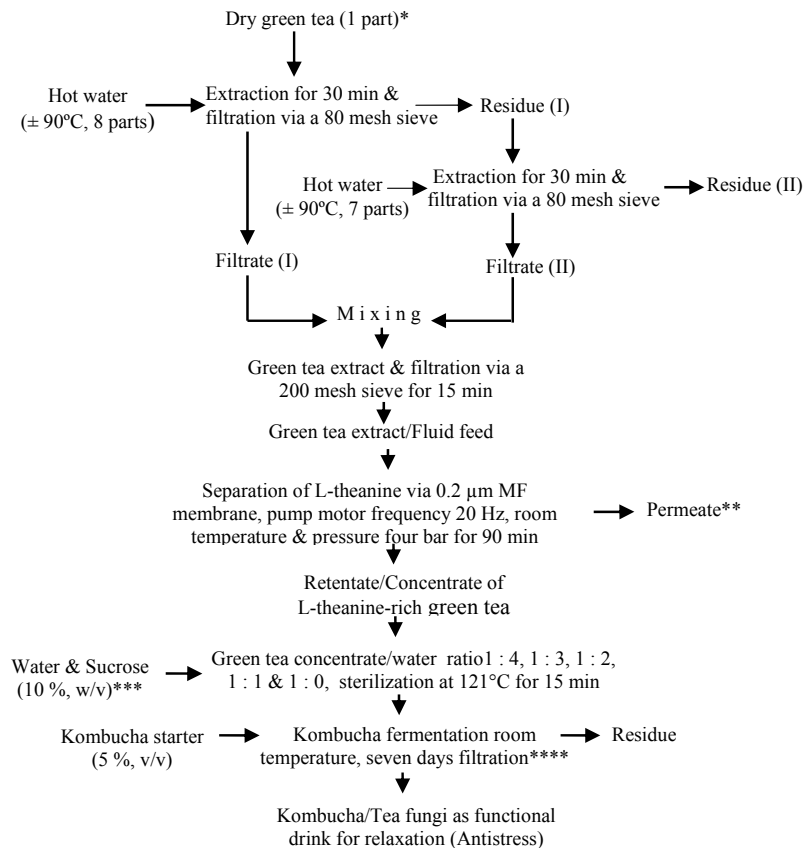 Dry green tea (1 part)*
Hot water
(± 90ºC, 8 parts)
Extraction for 30 min &
filtration via a 80 mesh sieve
Residue (I)
Hot water
(± 90ºC, 7 parts)
Extraction for 30 min &
filtration via a 80 mesh sieve
Residue (II)
Filtrate (I)
Filtrate (II)
M i x i n g
Green tea extract & filtration via a
200 mesh sieve for 15 min
Green tea extract/Fluid feed
Separation of L-theanine via 0.2 µm MF
membrane, pump motor frequency 20 Hz, room
temperature & pressure four bar for 90 min
Permeate**
Retentate/Concentrate of
L-theanine-rich green tea
Water & Sucrose
(10 %, w/v)***
Green tea concentrate/water ratio1 : 4, 1 : 3, 1 : 2,
1 : 1 & 1 : 0, sterilization at 121°C for 15 min
Kombucha starter
(5 %, v/v)
Kombucha fermentation room
temperature, seven days filtration****
Residue
Kombucha/Tea fungi as functional
drink for relaxation (Antistress)